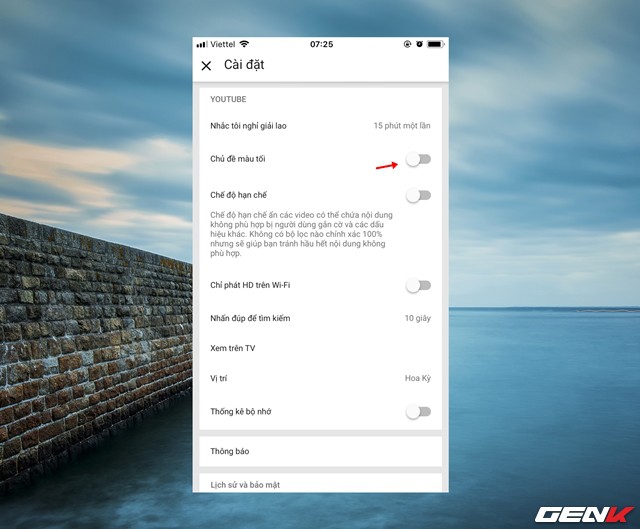 Viettel
07:25
Cài đặt
YOUTUBE
Nhắc tôi nghỉ giải lao 15 phút một lần
Chủ đề màu tối
Chế độ hạn chế
Chế độ hạn chế ẩn các video có thể chứa nội dung
không phù hợp bị người dùng gắn cờ và các dấu
hiệu khác. Không có bộ lọc nào chính xác 100%
nhưng sẽ giúp bạn tránh hầu hết nội dung không
phù hợp.
Chỉ phát HD trên Wi-Fi
Nhấn đúp để tìm kiếm 10 giây
Xem trên TV
Vị trí Hoa Kỳ
Thống kê bộ nhớ
Thông báo
Lịch sử và bảo mật
GENK